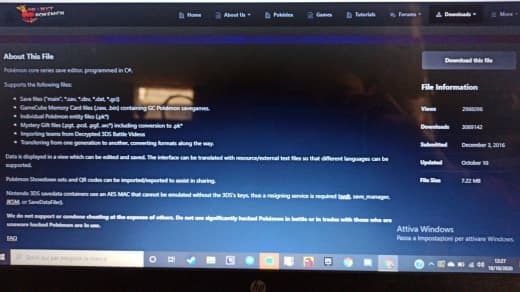 PROJECT
POKEMON
Home
About Us
Pokédex
Games
Tutorials
Forums
Downloads
More
About This File
Pokémon core series save editor, programmed in C#.
Supports the following files:
• Save files ("main", *.sav, *.dsv, *.dat, *.gci)
• GameCube Memory Card files (.raw, .bin) containing GC Pokémon savegames.
• Individual Pokémon entity files (.pk*)
• Mystery Gift files (.pgt, .pcd, .pgf, .wc*) including conversion to .pk*
• Importing teams from Decrypted 3DS Battle Videos
• Transferring from one generation to another, converting formats along the way.
Data is displayed in a view which can be edited and saved. The interface can be translated with resource/external text files so that different languages can be
supported.
Pokémon Showdown sets and QR codes can be imported/exported to assist in sharing.
Nintendo 3DS savedata containers use an AES MAC that cannot be emulated without the 3DS's keys, thus a resigning service is required (svdt, save_manager,
JKSM, or SaveDataFiler).
We do not support or condone cheating at the expense of others. Do not use significantly hacked Pokémon in battle or in trades with those who are
unaware hacked Pokémon are in use.
FAQ
Download this file
File Information
Views
Downloads
Submitted December 3, 2016
Updated October 10
File Size 7.22 MB
Attiva Windows
Passa a Impostazioni per attivare Windows.
Scrivi qui per eseguire la ricerca
12:27
18/10/2020
hp